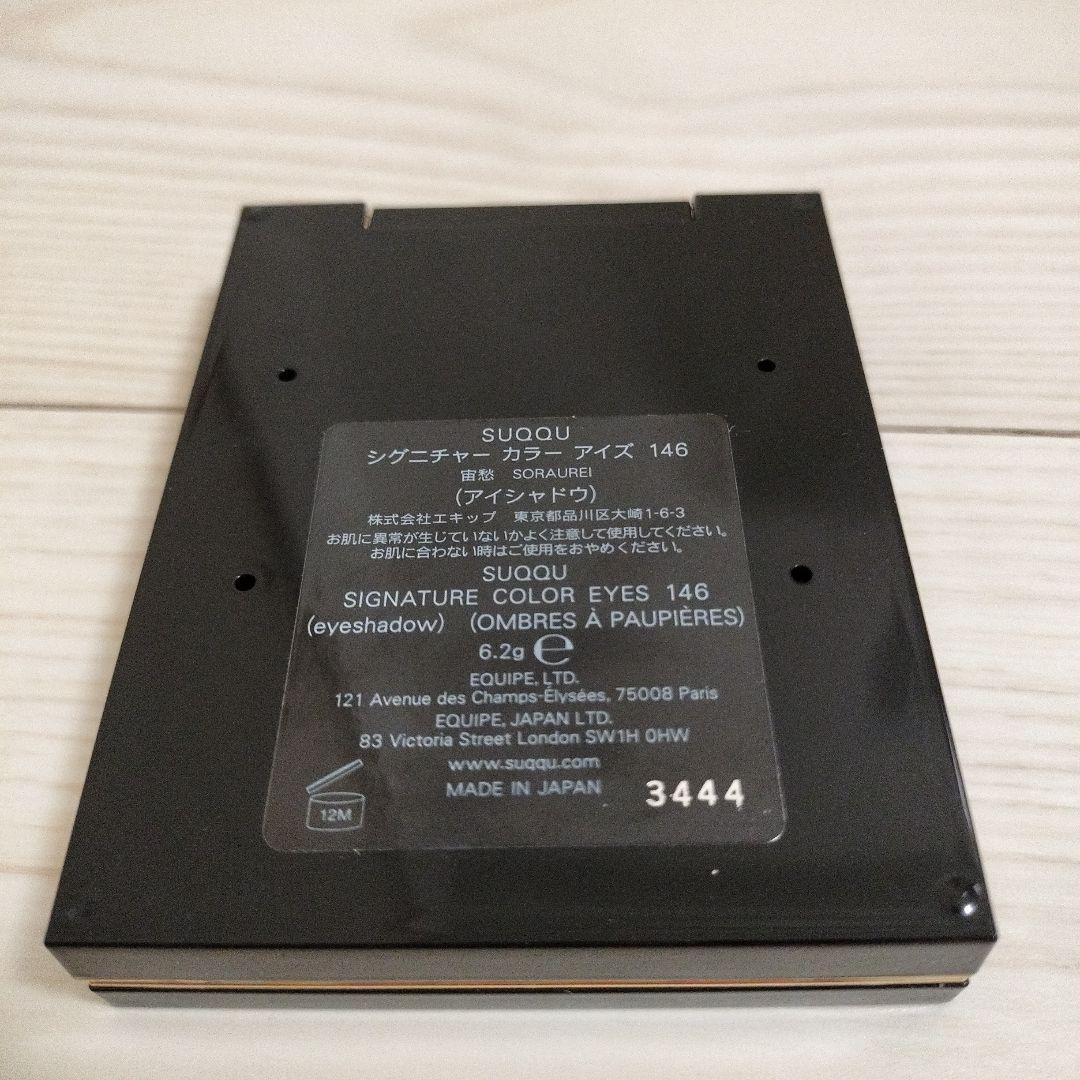 SUQQU
シグニチャー カラー アイズ 146
宙愁 SORAUREI
(アイシャドウ)
株式会社エキップ 東京都品川区大崎1-6-3
お肌に異常が生じていないかよく注意して使用してください。
お肌に合わない時はご使用をおやめください。
SUQQU
SIGNATURE COLOR EYES 146
(eyeshadow) (OMBRES À PAUPIÈRES)
6.2g ℮
EQUIPE, LTD.
121 Avenue des Champs-Élysées, 75008 Paris
EQUIPE, JAPAN LTD.
83 Victoria Street London SW1H 0HW
www.suqqu.com
MADE IN JAPAN
3444
12M